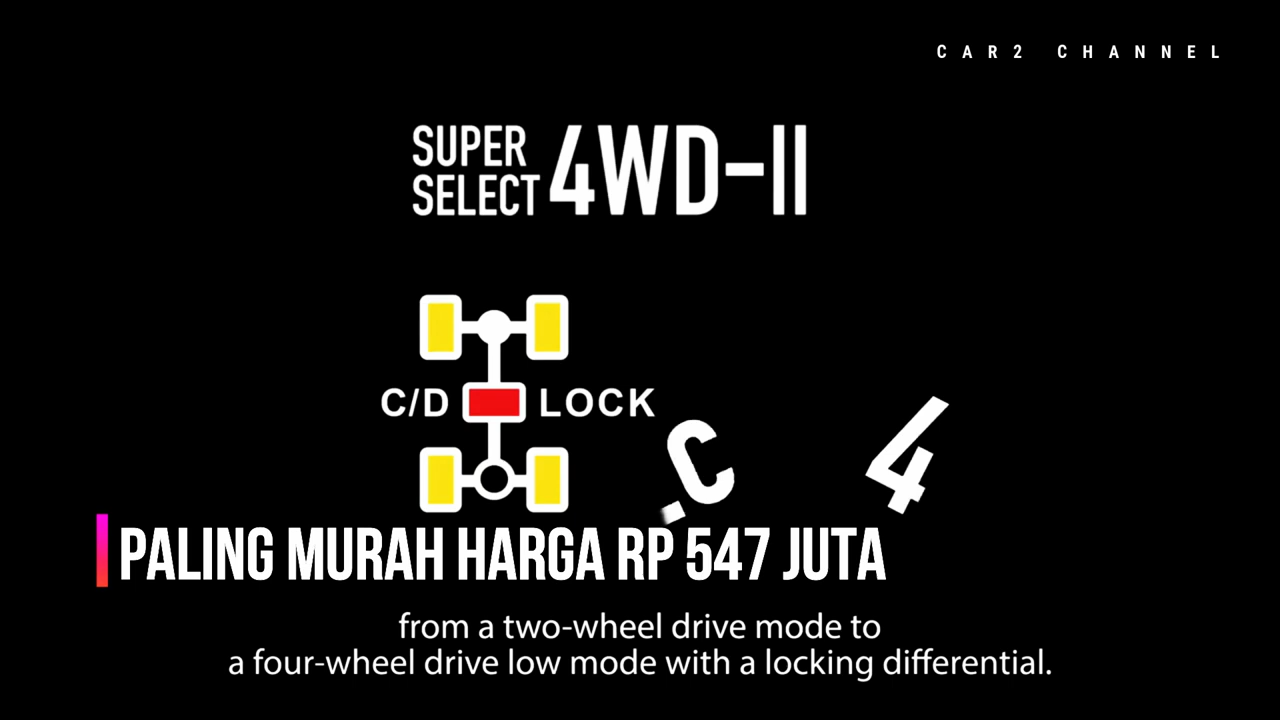 CAR2 CHANNEL
SUPER
SELECT 4WD-II
C/D LOCK
.c 4
PALING MURAH HARGA RP 547 JUTA
from a two-wheel drive mode to
a four-wheel drive low mode with a locking differential.